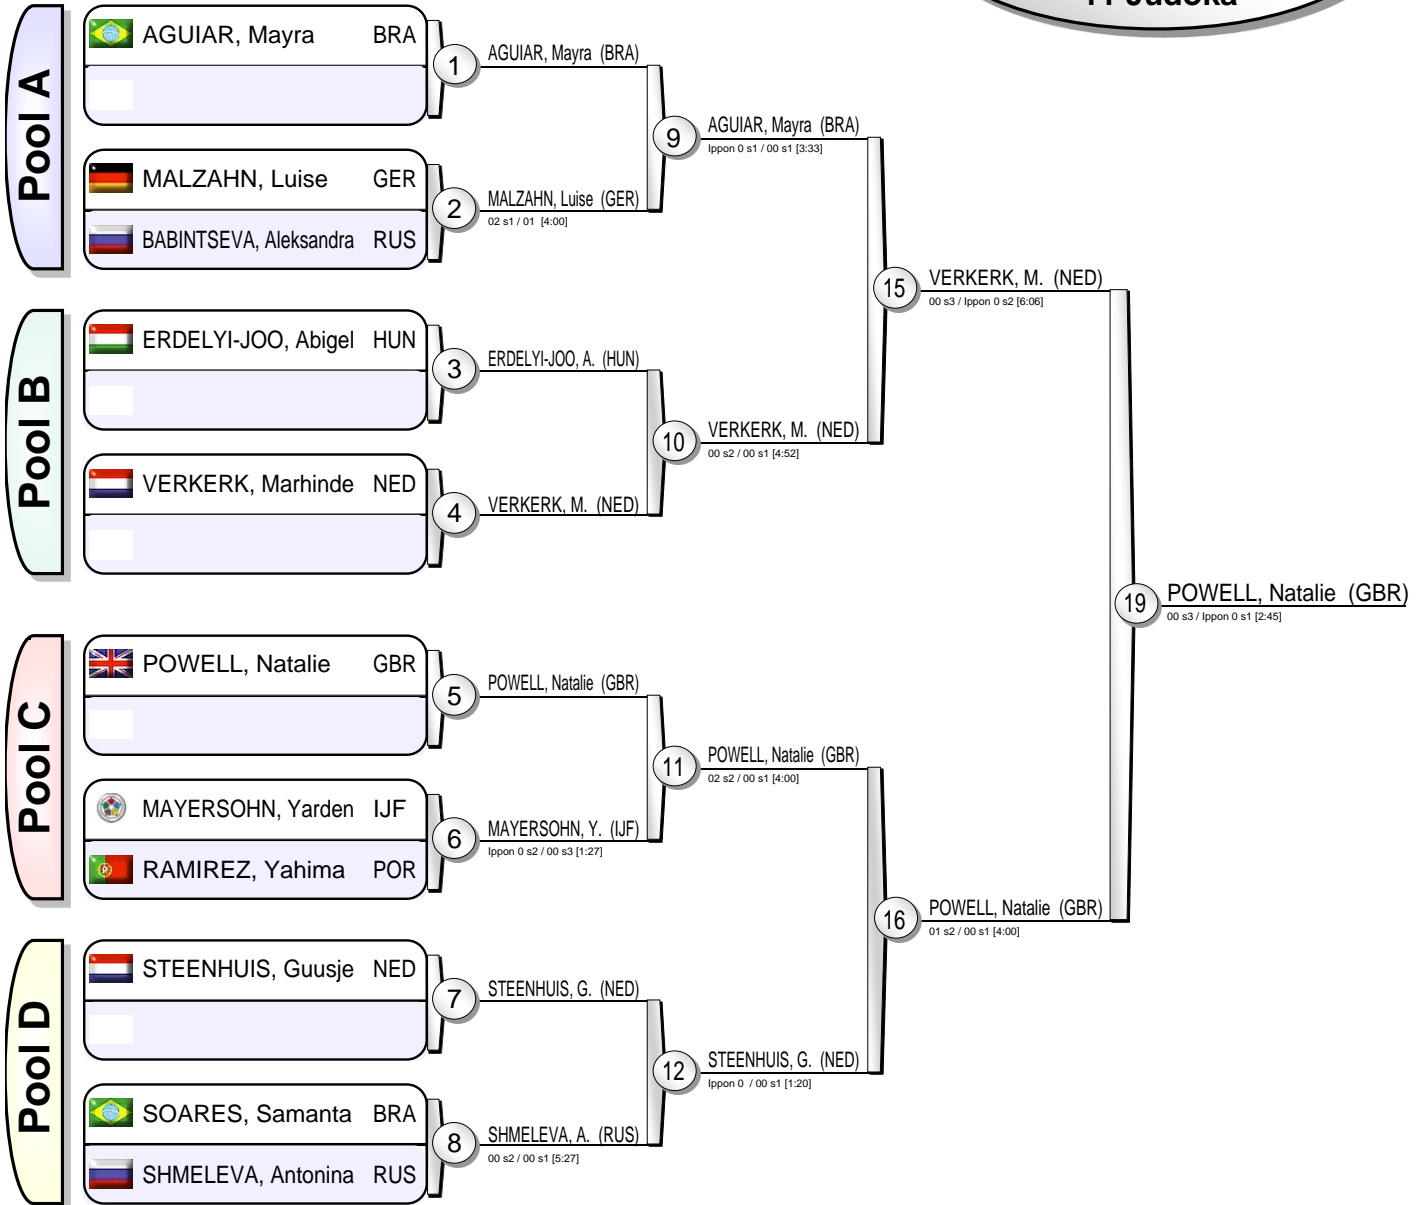 11 Judoka
Pool A
AGUIAR, Mayra BRA
1
AGUIAR, Mayra (BRA)
MALZAHN, Luise GER
BABINTSEVA, Aleksandra RUS
2
MALZAHN, Luise (GER)
02 s1 / 01 [4:00]
9
AGUIAR, Mayra (BRA)
Ippon 0 s1 / 00 s1 [3:33]
Pool B
ERDELYI-JOO, Abigel HUN
3
ERDELYI-JOO, A. (HUN)
VERKERK, Marhinde NED
4
VERKERK, M. (NED)
10
VERKERK, M. (NED)
00 s2 / 00 s1 [4:52]
15
VERKERK, M. (NED)
00 s3 / Ippon 0 s2 [6:06]
Pool C
POWELL, Natalie GBR
5
POWELL, Natalie (GBR)
MAYERSOHN, Yarden IJF
RAMIREZ, Yahima POR
6
MAYERSOHN, Y. (IJF)
Ippon 0 s2 / 00 s3 [1:27]
11
POWELL, Natalie (GBR)
02 s2 / 00 s1 [4:00]
Pool D
STEENHUIS, Guusje NED
7
STEENHUIS, G. (NED)
SOARES, Samanta BRA
SHMELEVA, Antonina RUS
8
SHMELEVA, A. (RUS)
00 s2 / 00 s1 [5:27]
12
STEENHUIS, G. (NED)
Ippon 0 / 00 s1 [1:20]
16
POWELL, Natalie (GBR)
01 s2 / 00 s1 [4:00]
19
POWELL, Natalie (GBR)
00 s3 / Ippon 0 s1 [2:45]